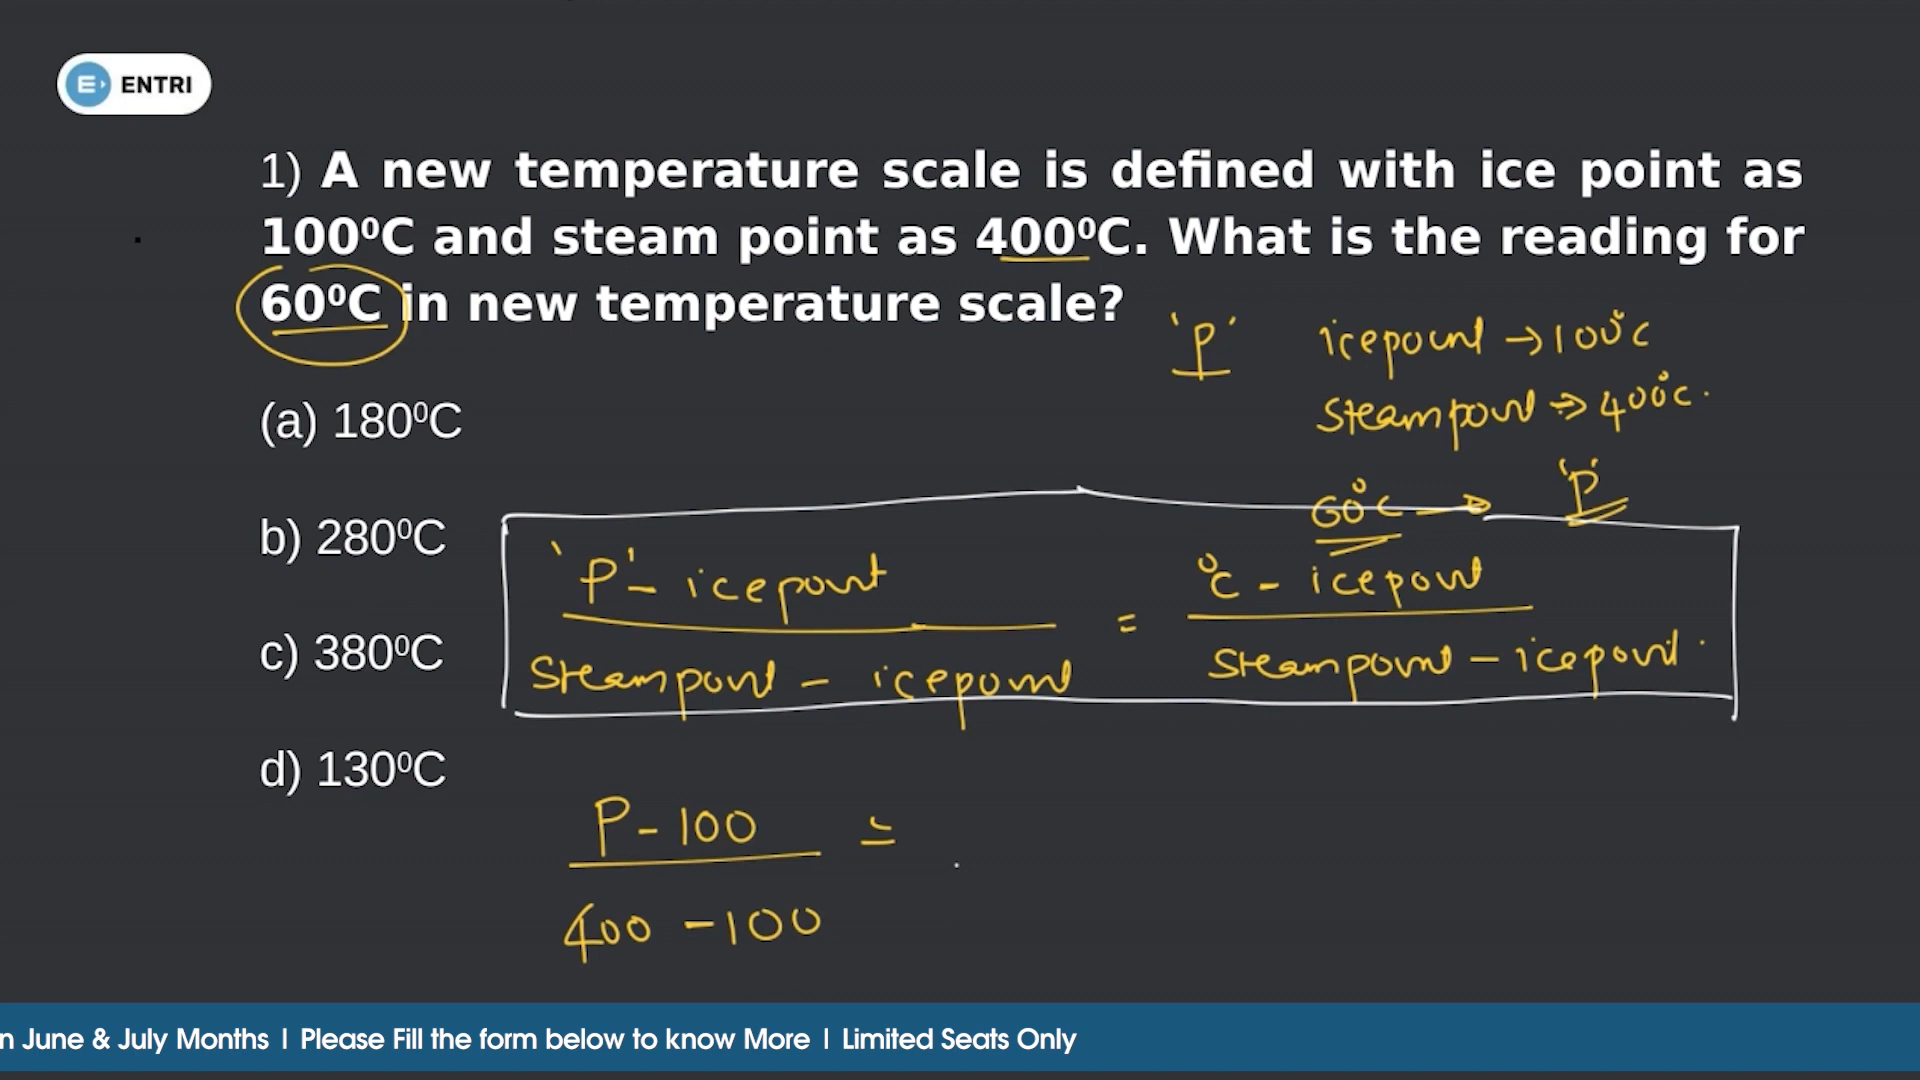 ENTRI
1) A new temperature scale is defined with ice point as
100⁰C and steam point as 400⁰C. What is the reading for
60⁰C in new temperature scale?
'P' icepoint → 100°C
Steampoint → 400°C.
(a) 180⁰C
60°C → 'P'
b) 280⁰C
'P' - icepoint = °C - icepoint
c) 380⁰C
Steampoint - icepoint Steampoint - icepoint.
d) 130⁰C
P - 100 =
400 - 100
n June & July Months | Please Fill the form below to know More | Limited Seats Only